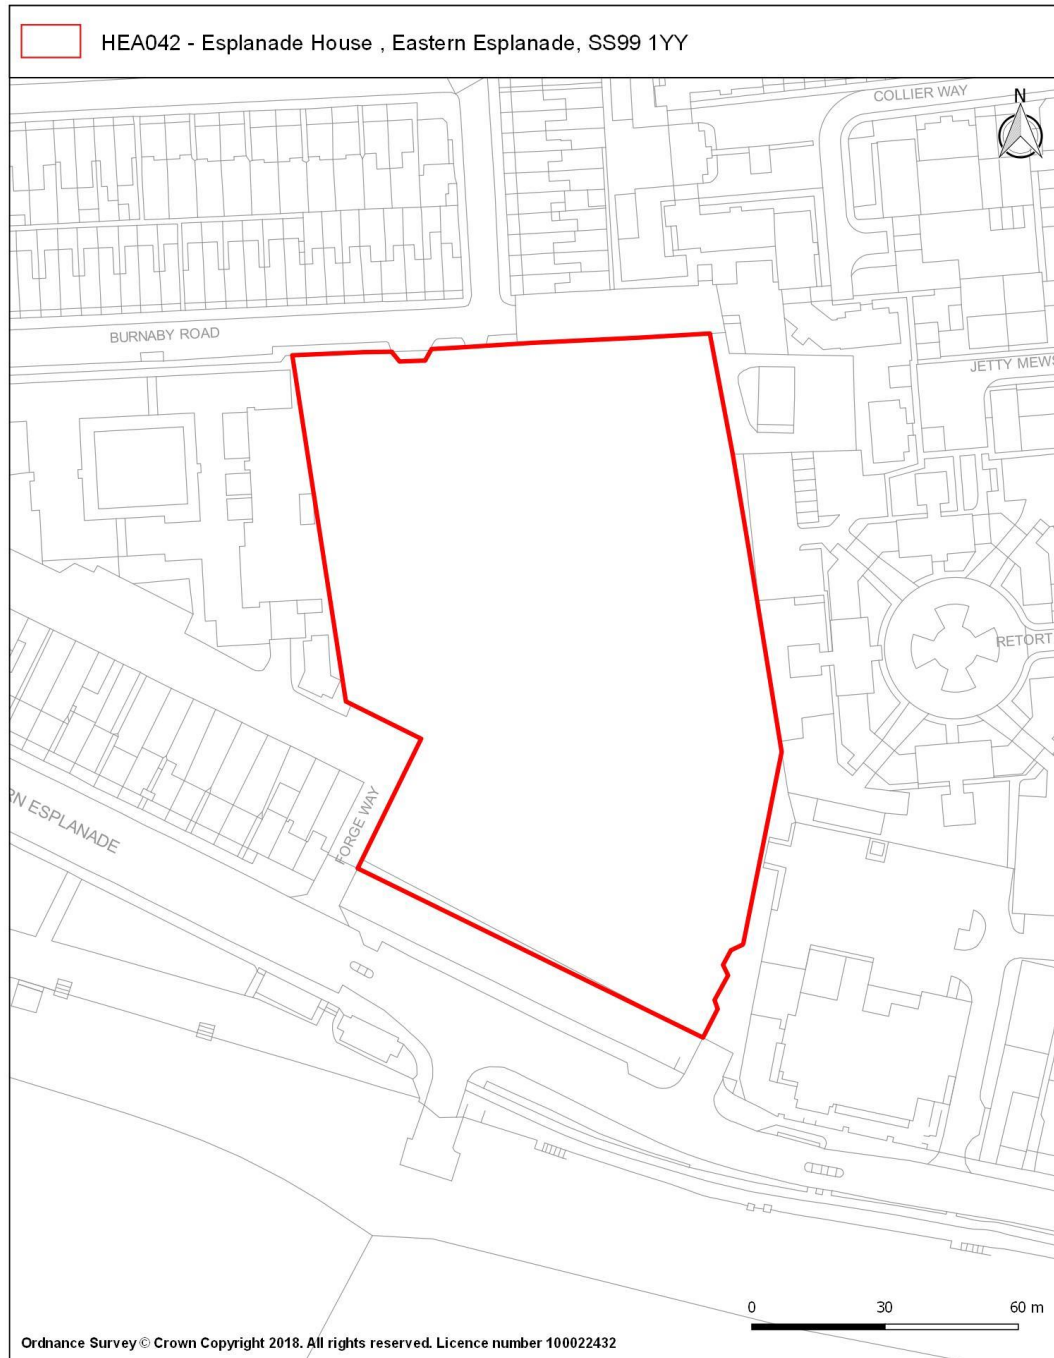 HEA042 - Esplanade House , Eastern Esplanade, SS99 1YY
COLLIER WAY
N
BURNABY ROAD
JETTY MEWS
RETORT
FORGE WAY
RN ESPLANADE
0 30 60 m
Ordnance Survey © Crown Copyright 2018. All rights reserved. Licence number 100022432